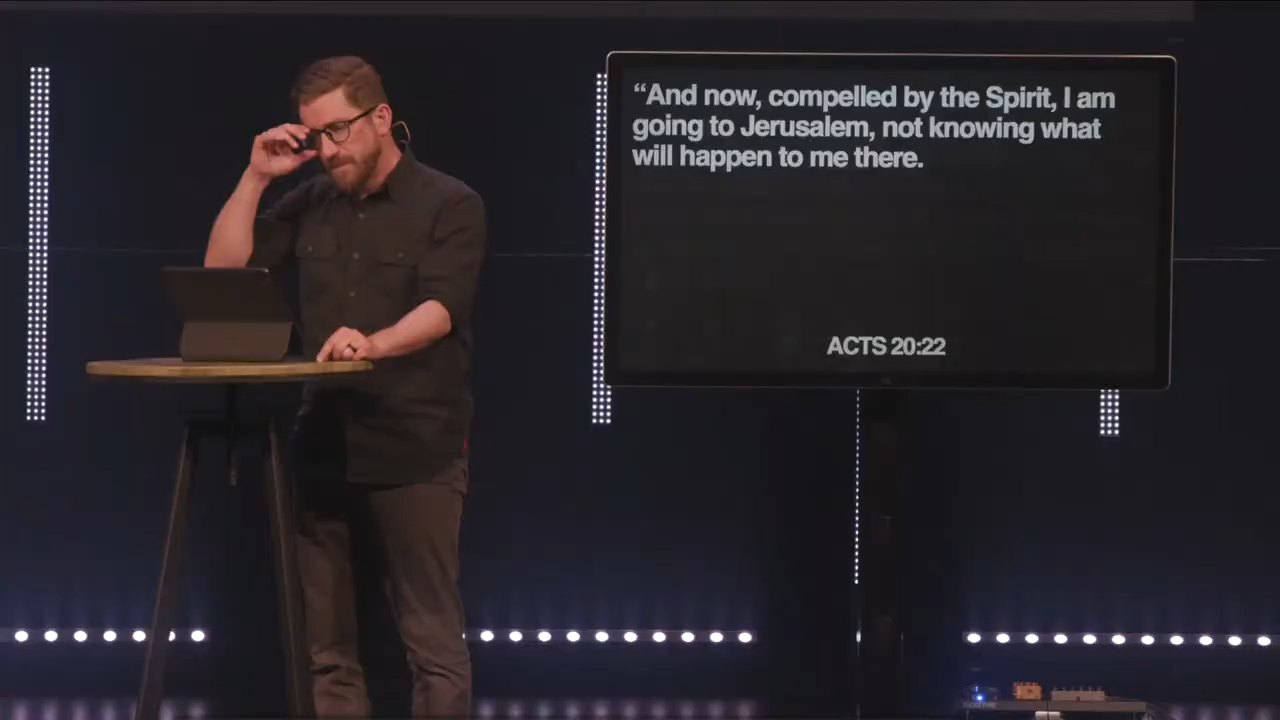 “And now, compelled by the Spirit, I am
going to Jerusalem, not knowing what
will happen to me there.
ACTS 20:22